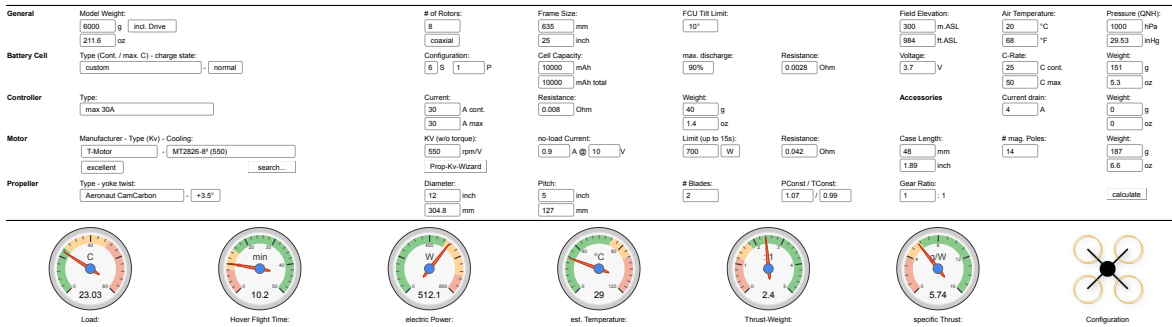 General Model Weight: # of Rotors: Frame Size: FCU Tilt Limit: Field Elevation: Air Temperature: Pressure (QNH):
6000 g incl. Drive 8 635 mm 10° 300 m.ASL 20 °C 1000 hPa
211.6 oz coaxial 25 inch 984 ft.ASL 68 °F 29.53 inHg
Battery Cell Type (Cont. / max. C) - charge state: Configuration: Cell Capacity: max. discharge: Resistance: Voltage: C-Rate: Weight:
custom - normal 6 S 1 P 10000 mAh 90% 0.0028 Ohm 3.7 V 25 C cont. 151 g
10000 mAh total 50 C max 5.3 oz
Controller Type: Current: Resistance: Weight: Accessories Current drain: Weight:
max 30A 30 A cont. 0.008 Ohm 40 g 4 A 0 g
30 A max 1.4 oz 0 oz
Motor Manufacturer - Type (Kv) - Cooling: KV (w/o torque): no-load Current: Limit (up to 15s): Resistance: Case Length: # mag. Poles: Weight:
T-Motor - MT2826-8² (550) 550 rpm/V 0.9 A @ 10 V 700 W 0.042 Ohm 48 mm 14 187 g
excellent search... Prop-Kv-Wizard 1.89 inch 6.6 oz
Propeller Type - yoke twist: Diameter: Pitch: # Blades: PConst / TConst: Gear Ratio:
Aeronaut CamCarbon - +3.5° 12 inch 5 inch 2 1.07 / 0.99 1 : 1 calculate
304.8 mm 127 mm
C min W °C :1 g/W
23.03 10.2 512.1 29 2.4 5.74
Load: Hover Flight Time: electric Power: est. Temperature: Thrust-Weight: specific Thrust: Configuration